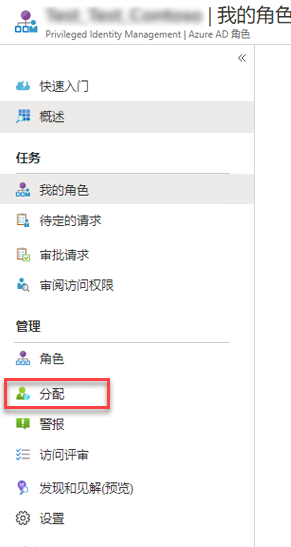 | 我的角色
Privileged Identity Management | Azure AD 角色
«
快速入门
概述
任务
我的角色
待定的请求
审批请求
审阅访问权限
管理
角色
分配
警报
访问评审
发现和见解(预览)
设置